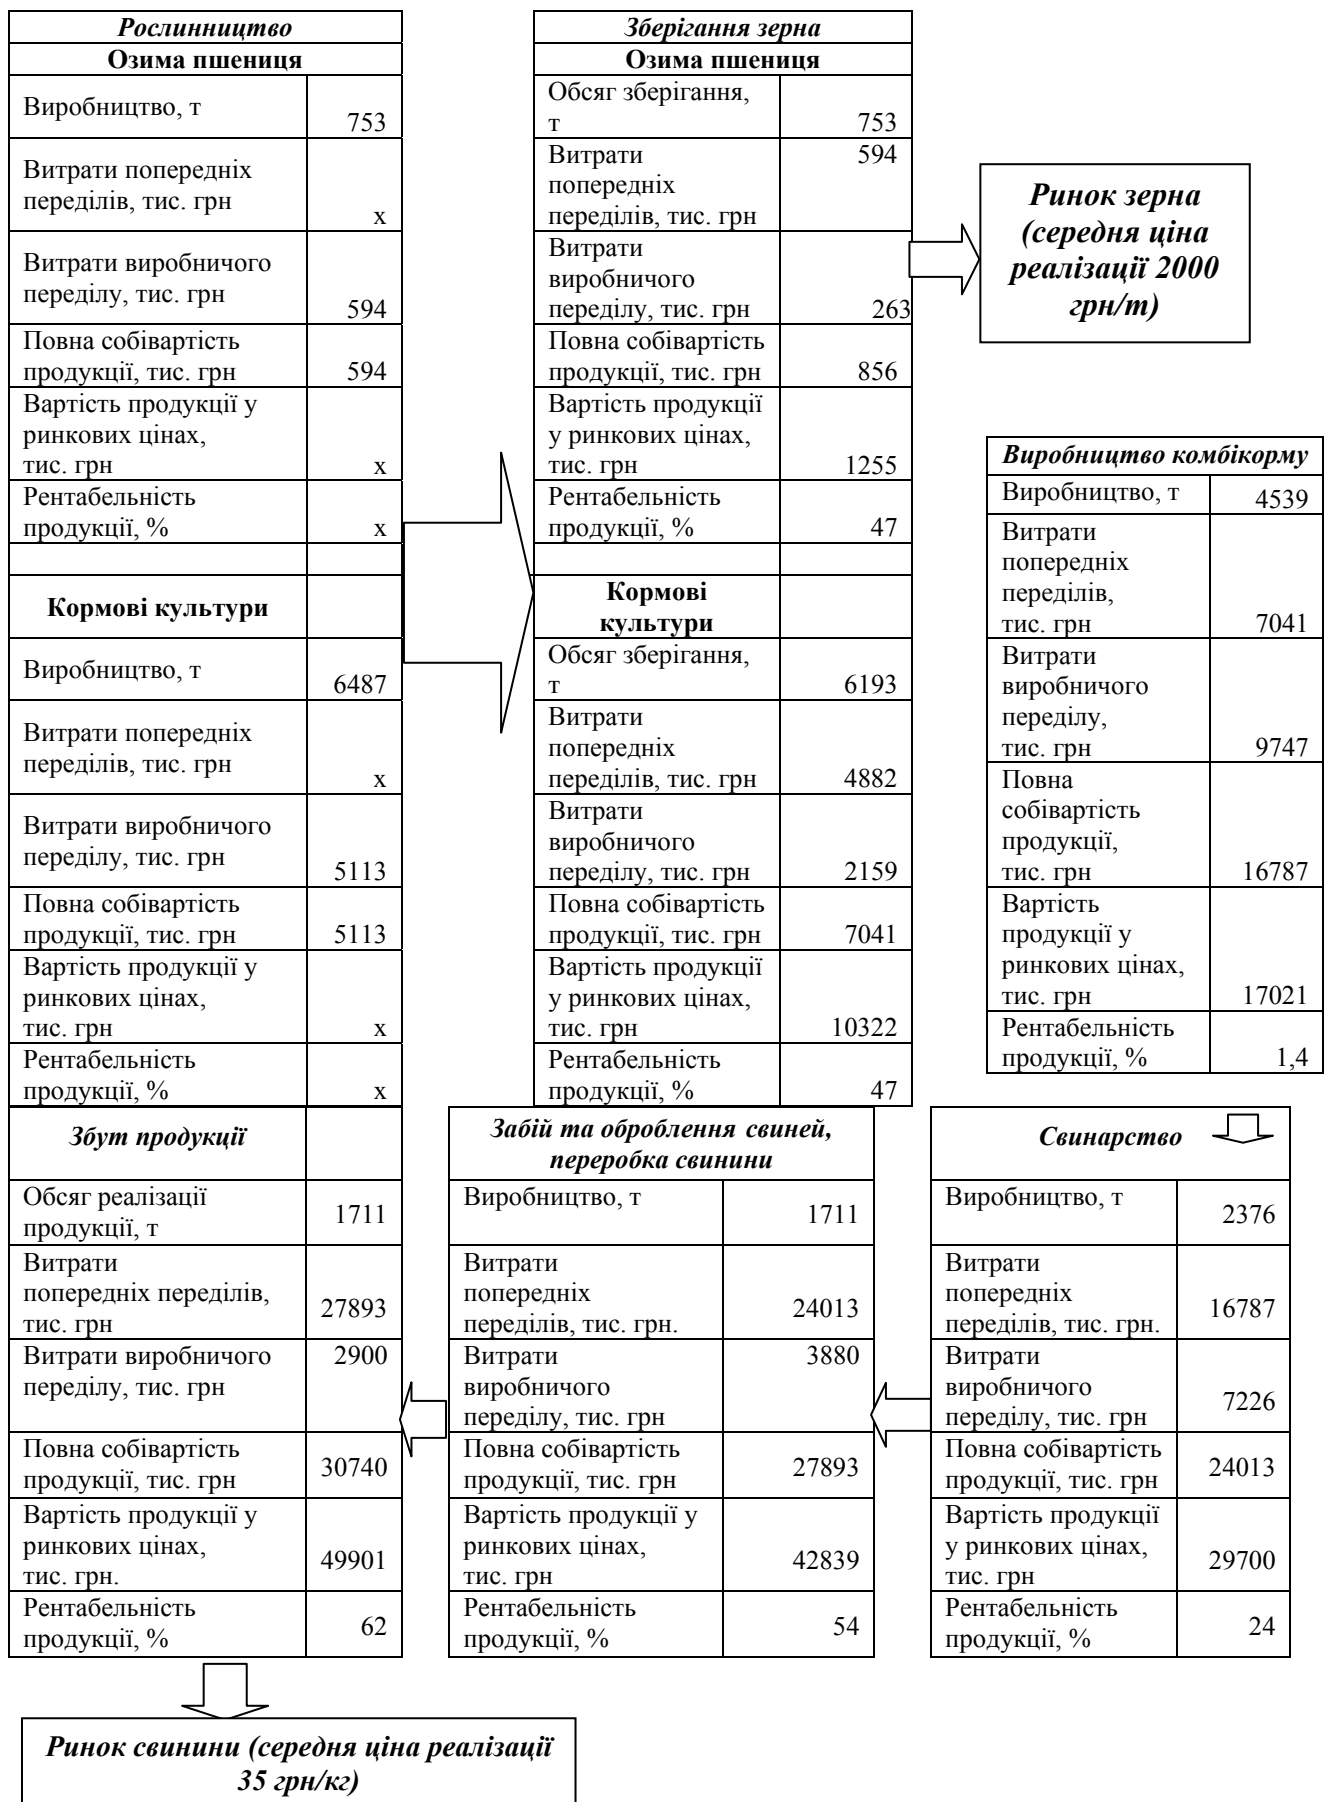 Рослинництво
Озима пшениця
Виробництво, т
753
Витрати попередніх
переділів, тис. грн
х
Витрати виробничого
переділу, тис. грн
594
Повна собівартість
продукції, тис. грн
594
Вартість продукції у
ринкових цінах,
тис. грн
х
Рентабельність
продукції, %
х
Кормові культури
Виробництво, т
6487
Витрати попередніх
переділів, тис. грн
х
Витрати виробничого
переділу, тис. грн
5113
Повна собівартість
продукції, тис. грн
5113
Вартість продукції у
ринкових цінах,
тис. грн
х
Рентабельність
продукції, %
х
Зберігання зерна
Озима пшениця
Обсяг зберігання,
т
753
Витрати
попередніх
переділів, тис. грн
594
Витрати
виробничого
переділу, тис. грн
263
Повна собівартість
продукції, тис. грн
856
Вартість продукції
у ринкових цінах,
тис. грн
1255
Рентабельність
продукції, %
47
Кормові
культури
Обсяг зберігання,
т
6193
Витрати
попередніх
переділів, тис. грн
4882
Витрати
виробничого
переділу, тис. грн
2159
Повна собівартість
продукції, тис. грн
7041
Вартість продукції
у ринкових цінах,
тис. грн
10322
Рентабельність
продукції, %
47
Ринок зерна
(середня ціна
реалізації 2000
грн/т)
Виробництво комбікорму
Виробництво, т
4539
Витрати
попередніх
переділів,
тис. грн
7041
Витрати
виробничого
переділу,
тис. грн
9747
Повна
собівартість
продукції,
тис. грн
16787
Вартість
продукції у
ринкових цінах,
тис. грн
17021
Рентабельність
продукції, %
1,4
Збут продукції
Обсяг реалізації
продукції, т
1711
Витрати
попередніх переділів,
тис. грн
27893
Витрати виробничого
переділу, тис. грн
2900
Повна собівартість
продукції, тис. грн
30740
Вартість продукції у
ринкових цінах,
тис. грн.
49901
Рентабельність
продукції, %
62
Забій та оброблення свиней,
переробка свинини
Виробництво, т
1711
Витрати
попередніх
переділів, тис. грн.
24013
Витрати
виробничого
переділу, тис. грн
3880
Повна собівартість
продукції, тис. грн
27893
Вартість продукції у
ринкових цінах,
тис. грн
42839
Рентабельність
продукції, %
54
Свинарство
Виробництво, т
2376
Витрати
попередніх
переділів, тис. грн.
16787
Витрати
виробничого
переділу, тис. грн
7226
Повна собівартість
продукції, тис. грн
24013
Вартість продукції
у ринкових цінах,
тис. грн
29700
Рентабельність
продукції, %
24
Ринок свинини (середня ціна реалізації
35 грн/кг)